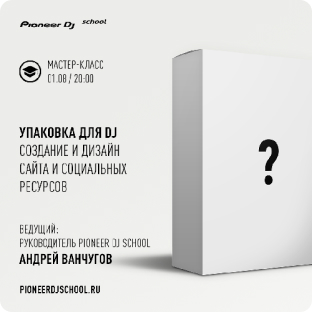 Pioneer Dj school
МАСТЕР-КЛАСС
01.08 / 20:00
УПАКОВКА ДЛЯ DJ
СОЗДАНИЕ И ДИЗАЙН
САЙТА И СОЦИАЛЬНЫХ
РЕСУРСОВ
?
ВЕДУЩИЙ:
РУКОВОДИТЕЛЬ PIONEER DJ SCHOOL
АНДРЕЙ ВАНЧУГОВ
PIONEERDJSCHOOL.RU